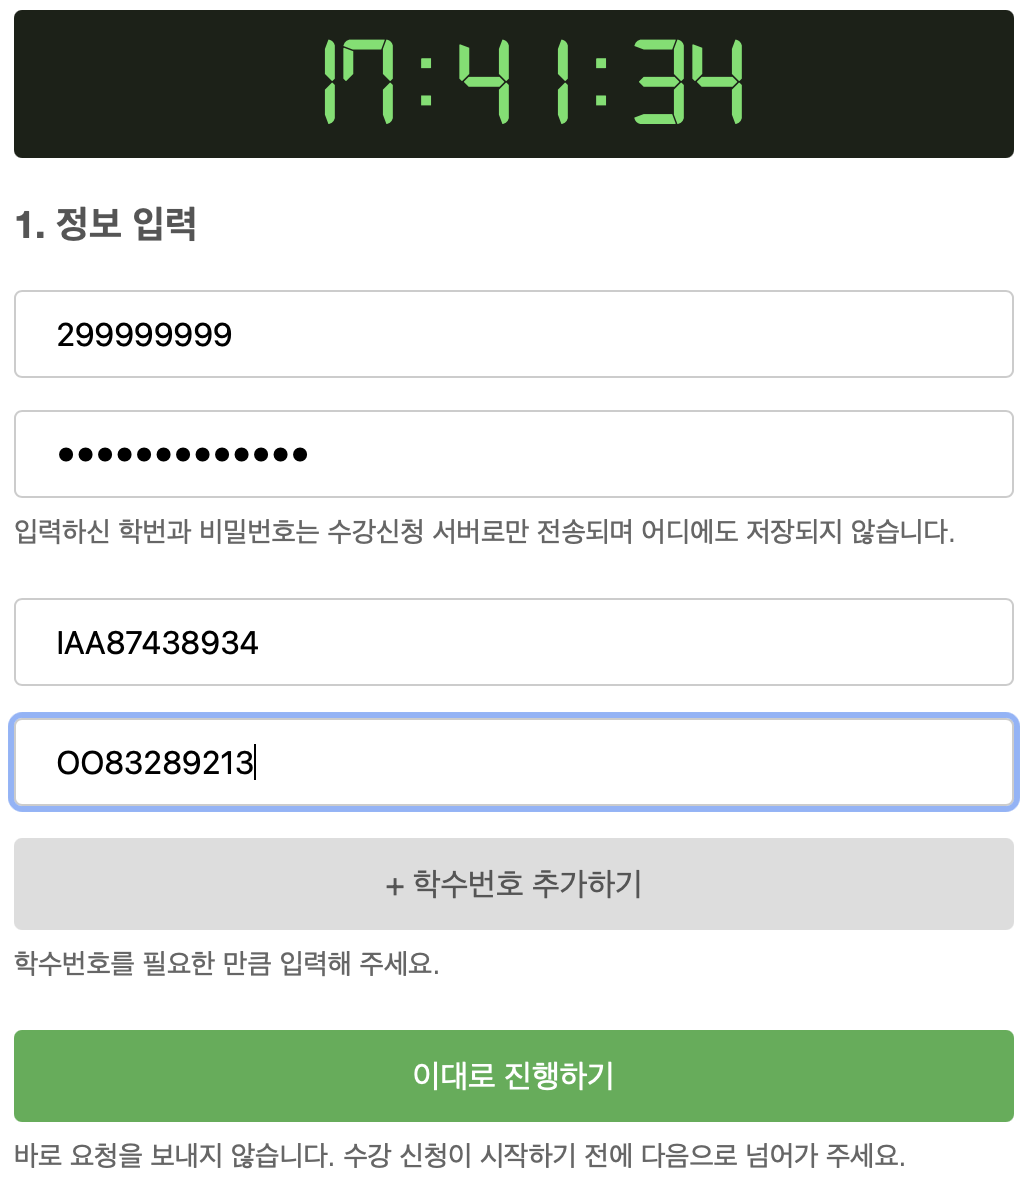 17:41:34
1. 정보 입력
299999999
•••••••••••••
입력하신 학번과 비밀번호는 수강신청 서버로만 전송되며 어디에도 저장되지 않습니다.
IAA87438934
OO83289213
+ 학수번호 추가하기
학수번호를 필요한 만큼 입력해 주세요.
이대로 진행하기
바로 요청을 보내지 않습니다. 수강 신청이 시작하기 전에 다음으로 넘어가 주세요.